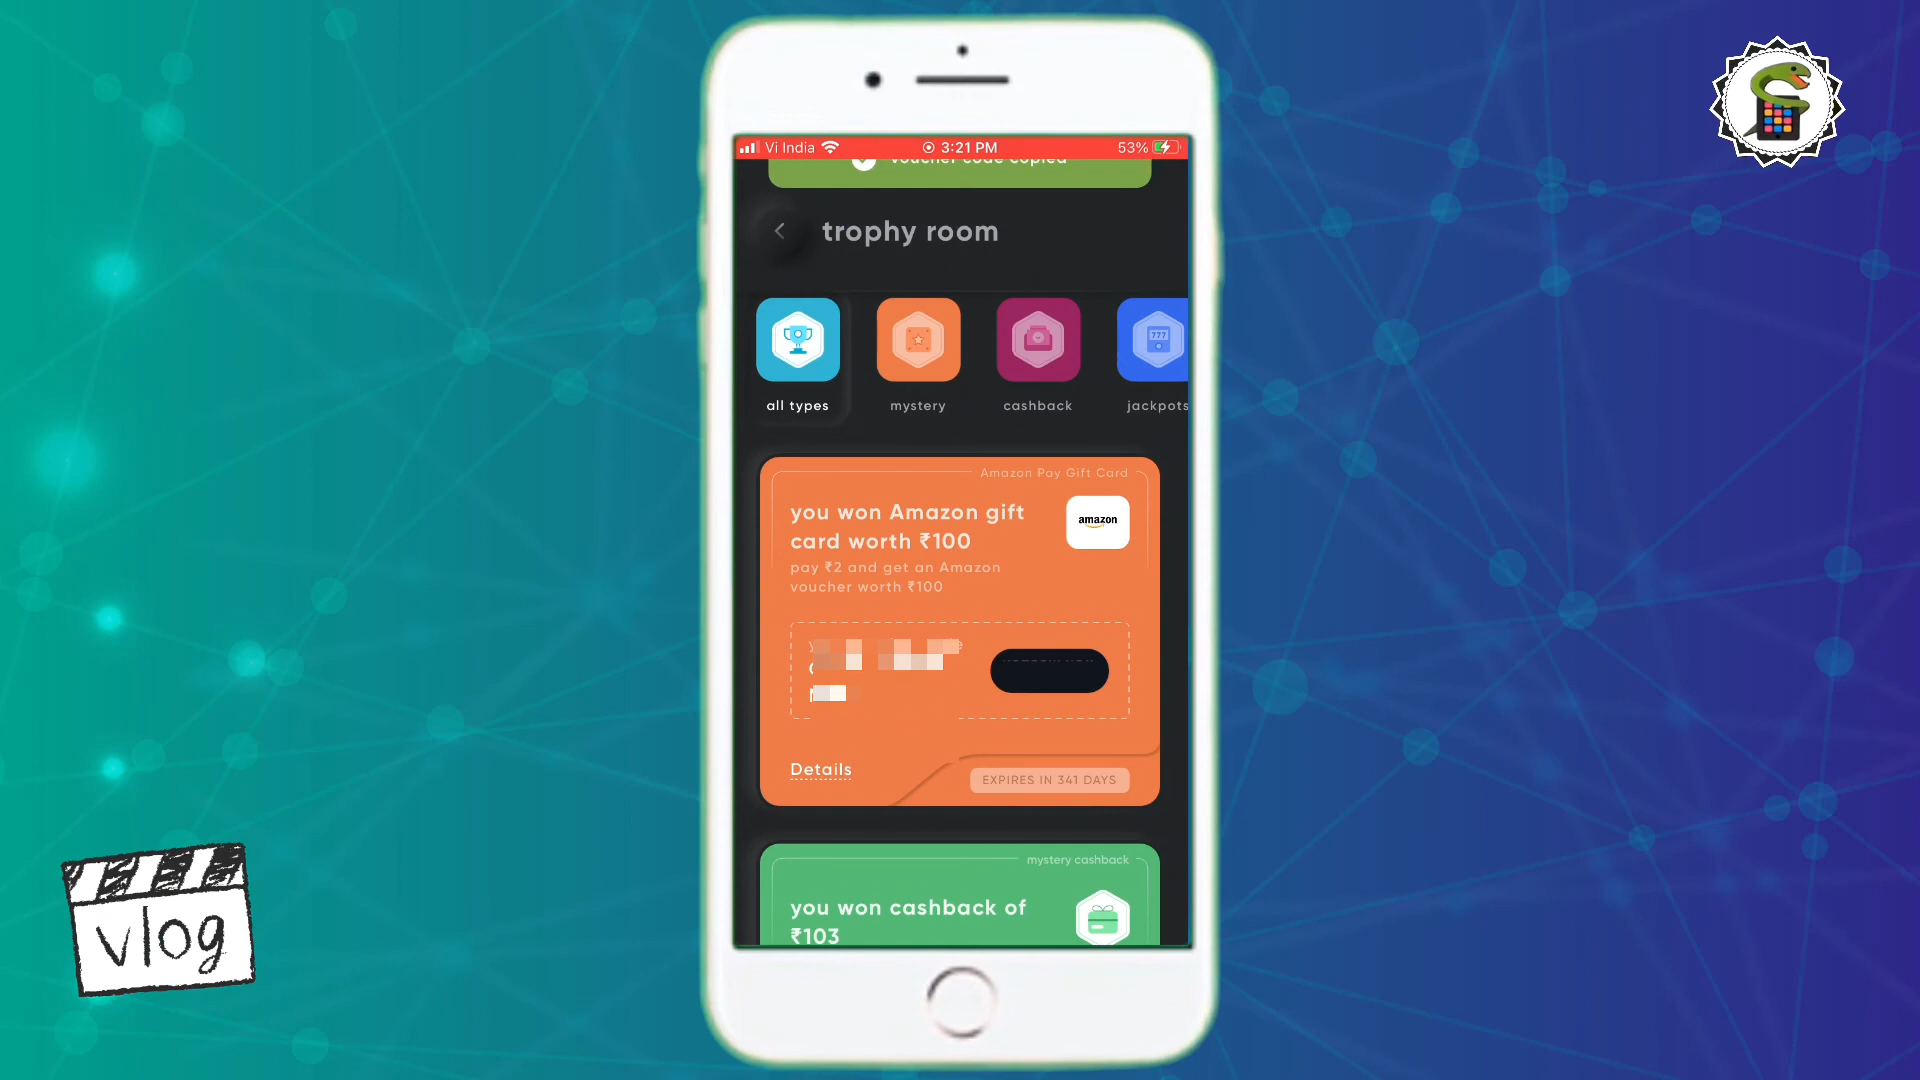 Vi India
3:21 PM
53%
voucher code copied
trophy room
777
all types
mystery
cashback
jackpots
Amazon Pay Gift Card
you won Amazon gift
card worth ₹100
amazon
pay ₹2 and get an Amazon
voucher worth ₹100
Details
EXPIRES IN 341 DAYS
mystery cashback
you won cashback of
₹103
vlog